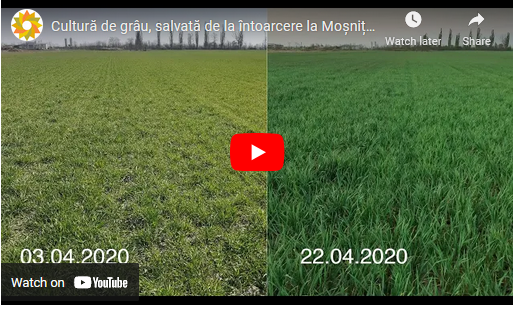 Cultură de grâu, salvată de la întoarcere la Moșniț...
Watch later
Share
03.04.2020
22.04.2020
Watch on YouTube